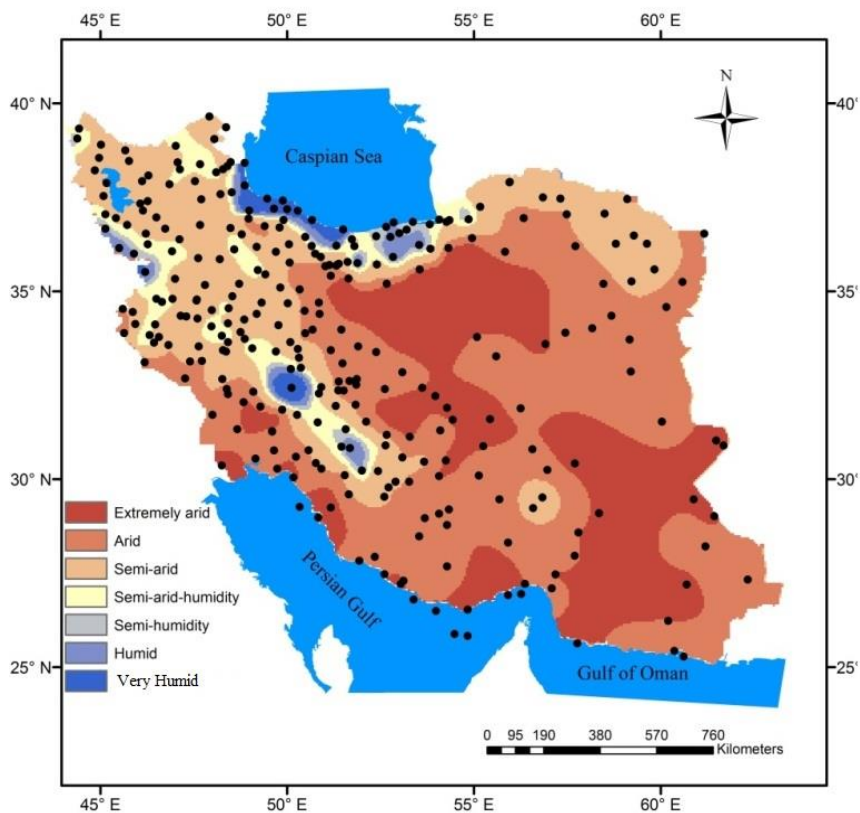 45° E 50° E 55° E 60° E
N
40° N 40°
Caspian Sea
35° N 35°
30° N 30°
Extremely arid
Arid
Semi-arid
Semi-arid-humidity
Semi-humidity
Humid
Very Humid
Persian Gulf
25° N 25°
Gulf of Oman
0 95 190 380 570 760
Kilometers
45° E 50° E 55° E 60° E